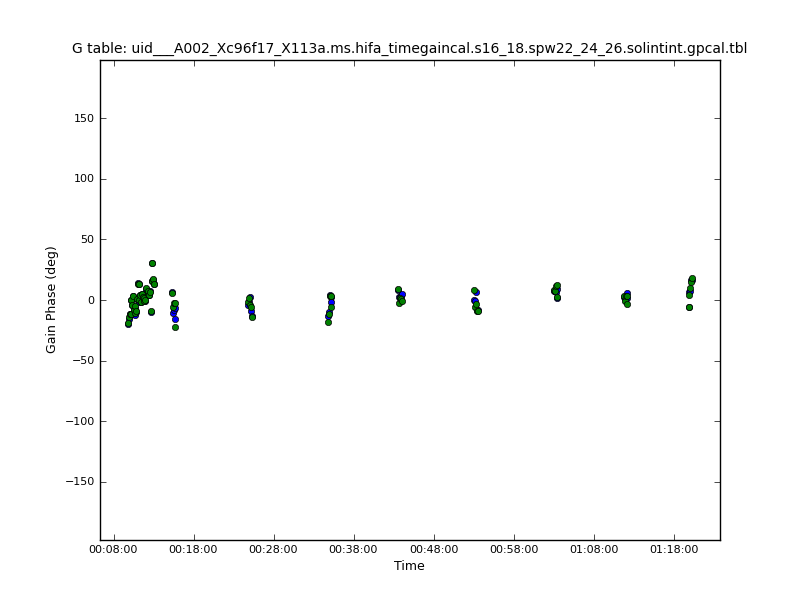 G table: uid___A002_Xc96f17_X113a.ms.hifa_timegaincal.s16_18.spw22_24_26.solintint.gpcal.tbl
150
100
50
0
−50
−100
−150
Gain Phase (deg)
00:08:00 00:18:00 00:28:00 00:38:00 00:48:00 00:58:00 01:08:00 01:18:00
Time